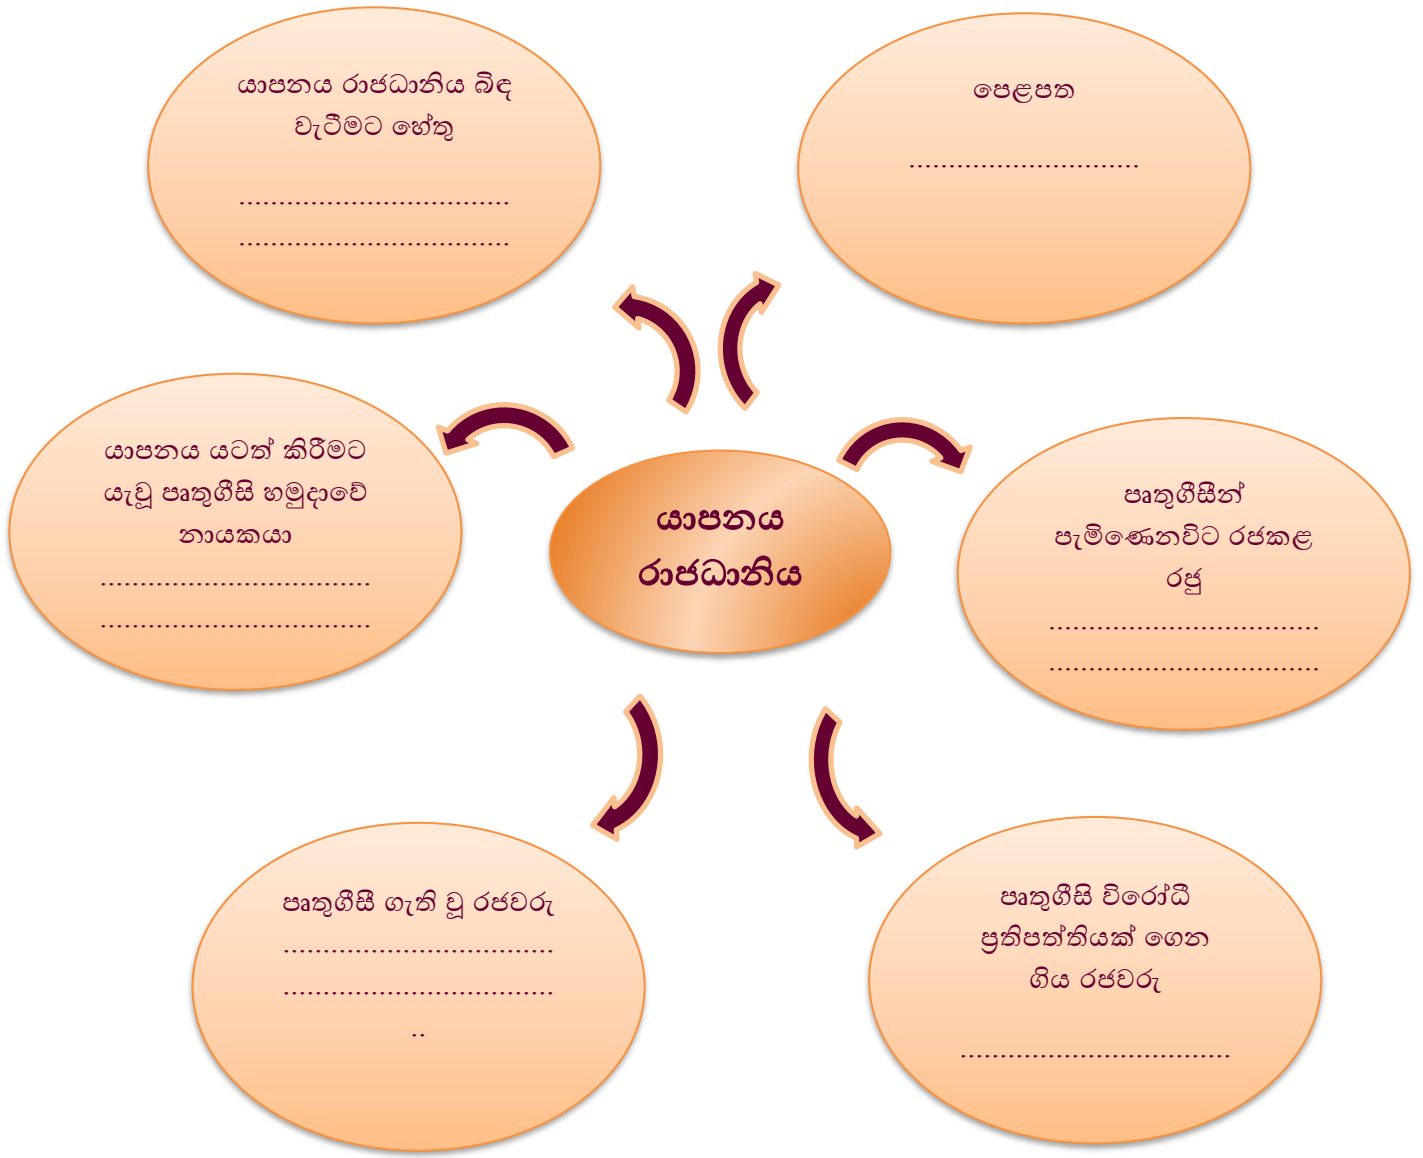 යාපනය රාජධානිය බිඳ
වැටීමට හේතු
..................................
..................................
පෙළපත
.............................
යාපනය යටත් කිරීමට
යැවූ පෘතුගීසි හමුදාවේ
නායකයා
..................................
..................................
යාපනය
රාජධානිය
පෘතුගීසීන්
පැමිණෙනවිට රජකළ
රජු
..................................
..................................
පෘතුගීසී ගැති වූ රජවරු
..................................
..................................
..
පෘතුගීසි විරෝධී
ප්‍රතිපත්තියක් ගෙන
ගිය රජවරු
..................................